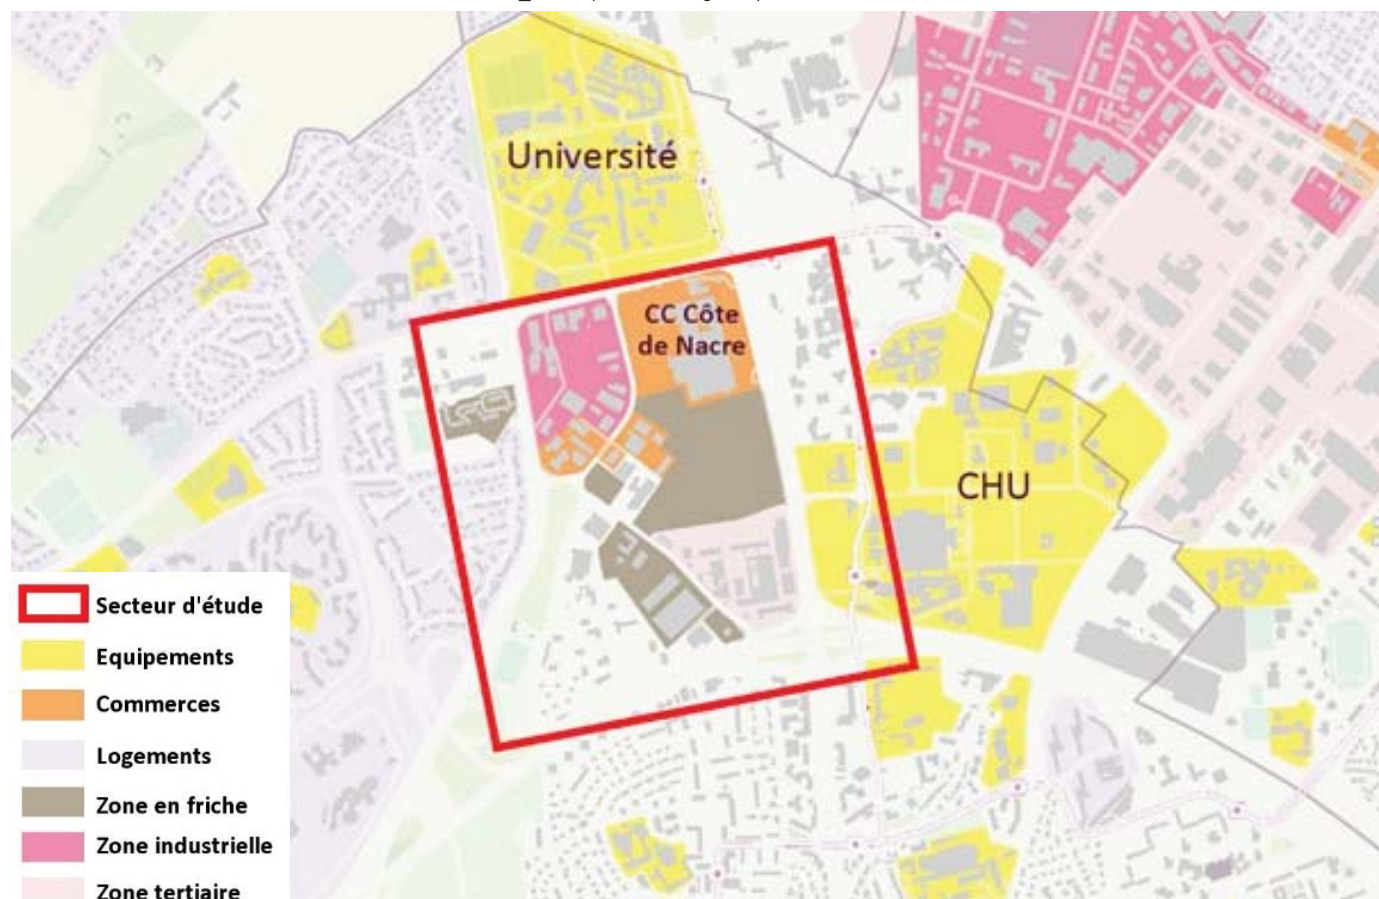 Université
CC Côte
de Nacre
CHU
Secteur d'étude
Equipements
Commerces
Logements
Zone en friche
Zone industrielle
Zone tertiaire